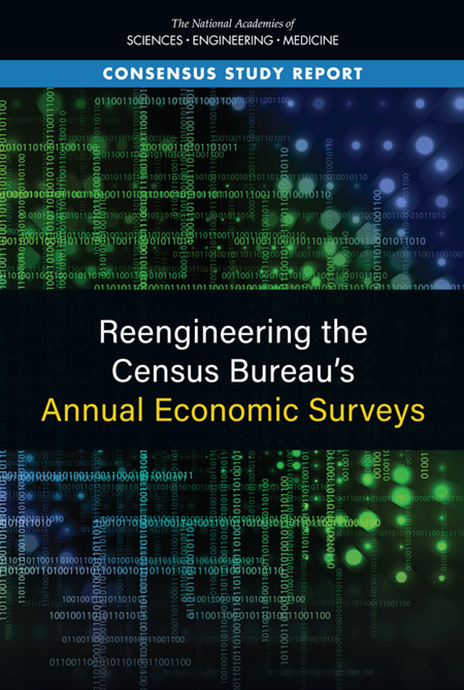 The National Academies of
SCIENCES • ENGINEERING • MEDICINE
CONSENSUS STUDY REPORT
Reengineering the
Census Bureau's
Annual Economic Surveys